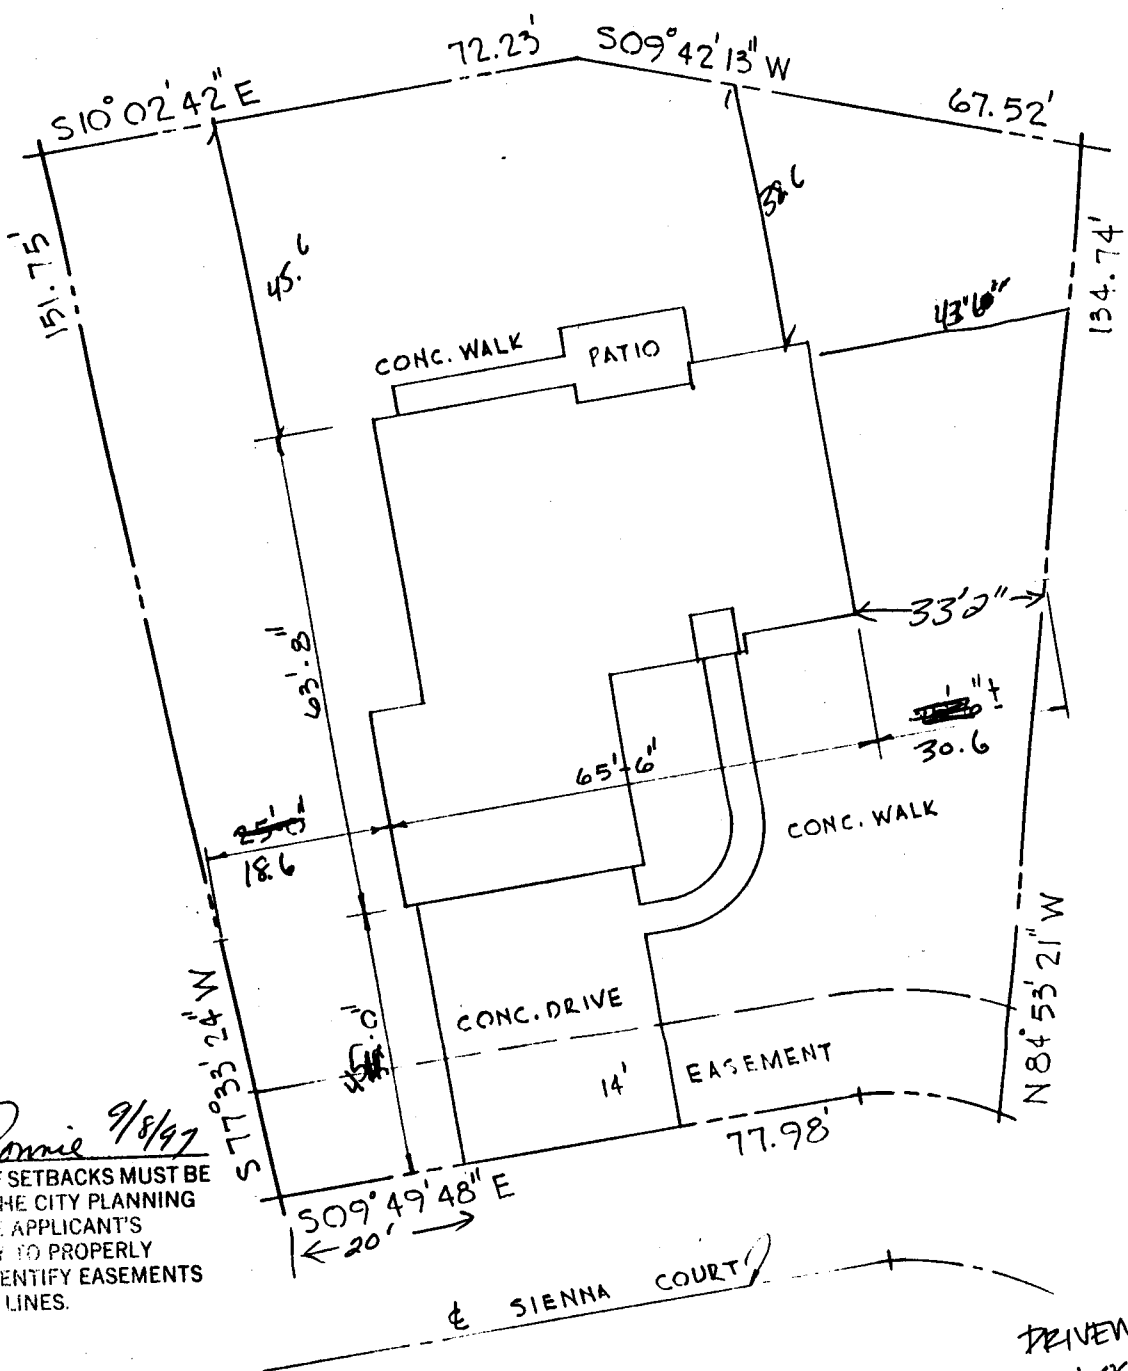 72.23'
S09°42'13"W
S10°02'42"E
67.52'
151.75'
45.6
38.6
134.74'
43'6"
CONC. WALK
PATIO
33'2"
63'-8"
65'-6"
30.6
18.6
CONC. WALK
S77°33'24"W
N84°53'21"W
CONC. DRIVE
14'
EASEMENT
77.98'
9/8/97
SETBACKS MUST BE
HE CITY PLANNING
APPLICANT'S
TO PROPERLY
ENTIFY EASEMENTS
LINES.
S09°49'48"E
20'
℄ SIENNA COURT
DRIVEW